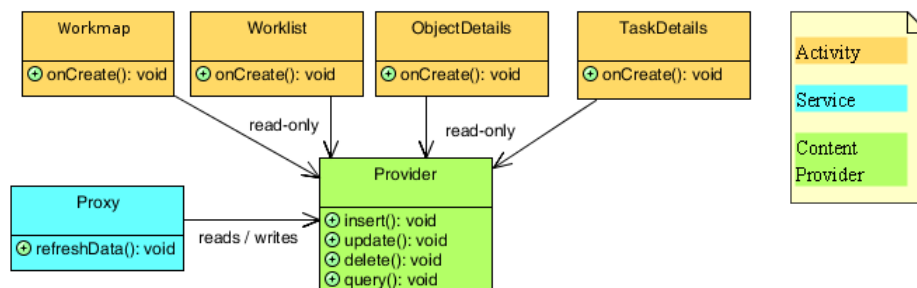 Workmap
onCreate(): void
Worklist
onCreate(): void
ObjectDetails
onCreate(): void
TaskDetails
onCreate(): void
read-only
read-only
Proxy
refreshData(): void
reads / writes
Provider
insert(): void
update(): void
delete(): void
query(): void
Activity
Service
Content
Provider